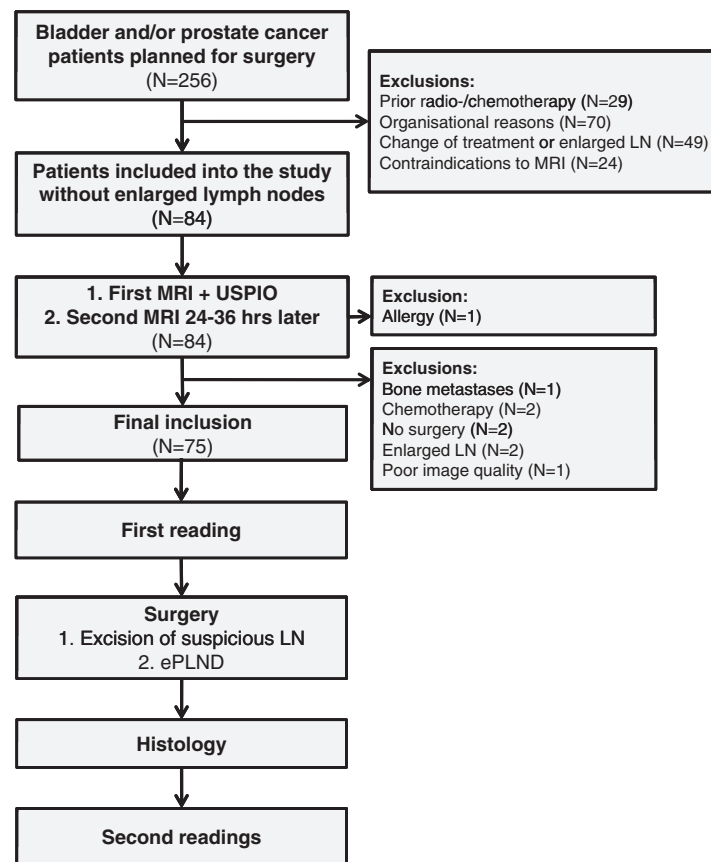 Bladder and/or prostate cancer
patients planned for surgery
(N=256)
Exclusions:
Prior radio-/chemotherapy (N=29)
Organisational reasons (N=70)
Change of treatment or enlarged LN (N=49)
Contraindications to MRI (N=24)
Patients included into the study
without enlarged lymph nodes
(N=84)
1. First MRI + USPIO
2. Second MRI 24-36 hrs later
(N=84)
Exclusion:
Allergy (N=1)
Exclusions:
Bone metastases (N=1)
Chemotherapy (N=2)
No surgery (N=2)
Enlarged LN (N=2)
Poor image quality (N=1)
Final inclusion
(N=75)
First reading
Surgery
1. Excision of suspicious LN
2. ePLND
Histology
Second readings